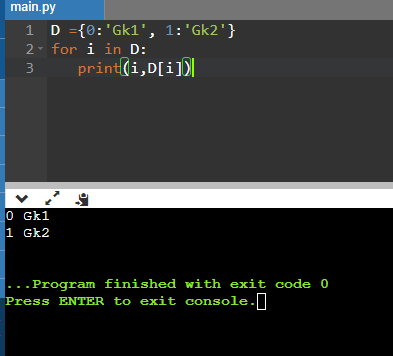 main.py
1 D ={0:'Gk1', 1:'Gk2'}
2 for i in D:
3 print(i,D[i])
0 Gk1
1 Gk2
...Program finished with exit code 0
Press ENTER to exit console.